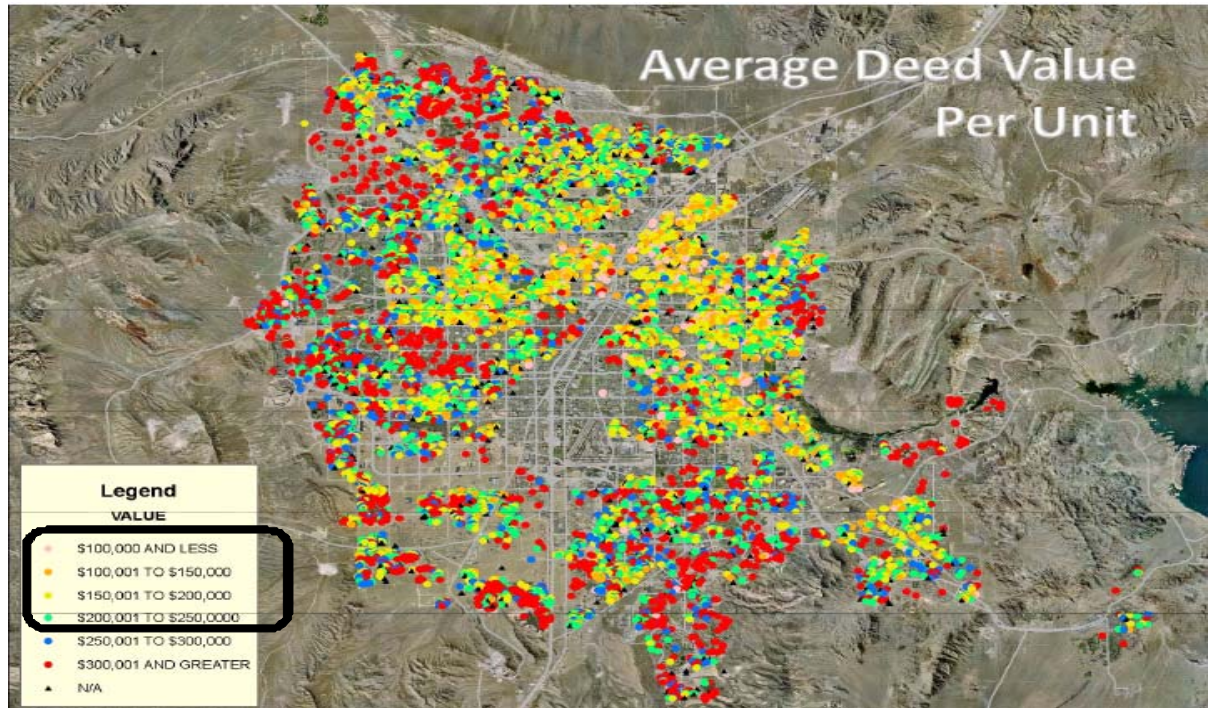 Average Deed Value
Per Unit
Legend
VALUE
$100,000 AND LESS
$100,001 TO $150,000
$150,001 TO $200,000
$200,001 TO $250,0000
$250,001 TO $300,000
$300,001 AND GREATER
N/A